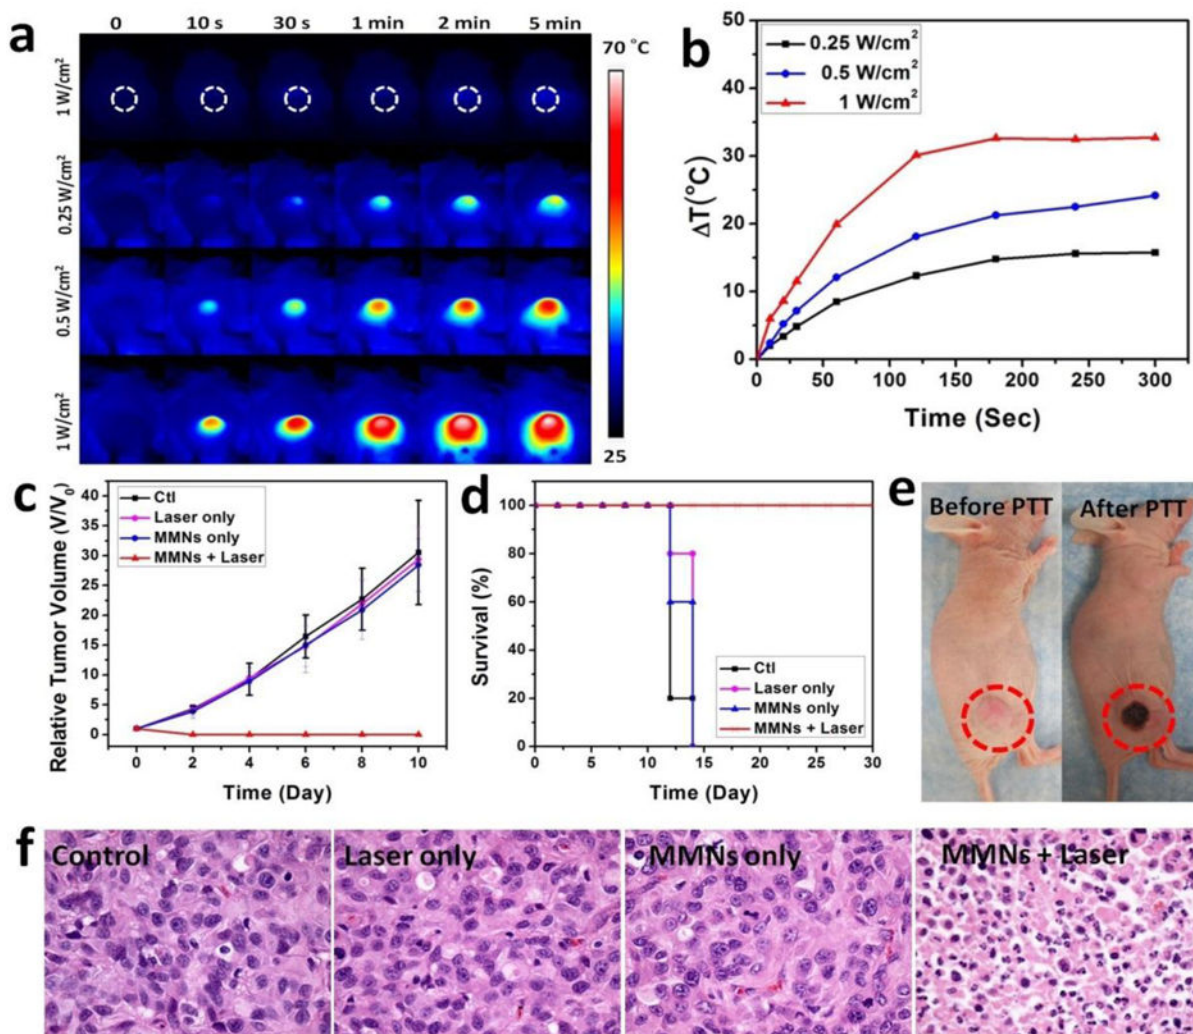 a
0 10 s 30 s 1 min 2 min 5 min
1 W/cm²
0.25 W/cm²
0.5 W/cm²
1 W/cm²
70 °C
25
b
0.25 W/cm²
0.5 W/cm²
1 W/cm²
ΔT(°C)
50
40
30
20
10
0
0 50 100 150 200 250 300
Time (Sec)
c
Ctl
Laser only
MMNs only
MMNs + Laser
Relative Tumor Volume (V/V₀)
40
35
30
25
20
15
10
5
0
0 2 4 6 8 10
Time (Day)
d
Survival (%)
100
80
60
40
20
0
Ctl
Laser only
MMNs only
MMNs + Laser
0 5 10 15 20 25 30
Time (Day)
e
Before PTT
After PTT
f
Control
Laser only
MMNs only
MMNs + Laser